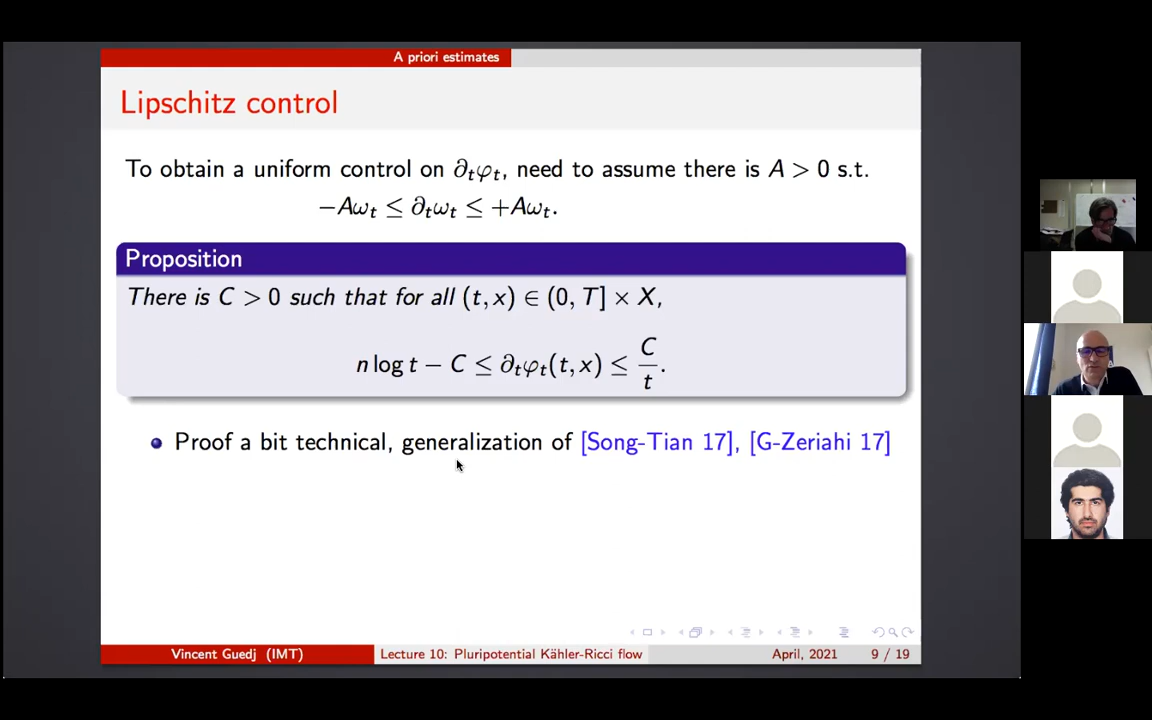 A priori estimates
Lipschitz control
To obtain a uniform control on ∂ₜφₜ, need to assume there is A > 0 s.t.
−Aωₜ ≤ ∂ₜωₜ ≤ +Aωₜ.
Proposition
There is C > 0 such that for all (t, x) ∈ (0, T] × X,
n log t − C ≤ ∂ₜφₜ(t, x) ≤ C/t.
Proof a bit technical, generalization of [Song-Tian 17], [G-Zeriahi 17]
Vincent Guedj (IMT) Lecture 10: Pluripotential Kähler-Ricci flow April, 2021 9 / 19